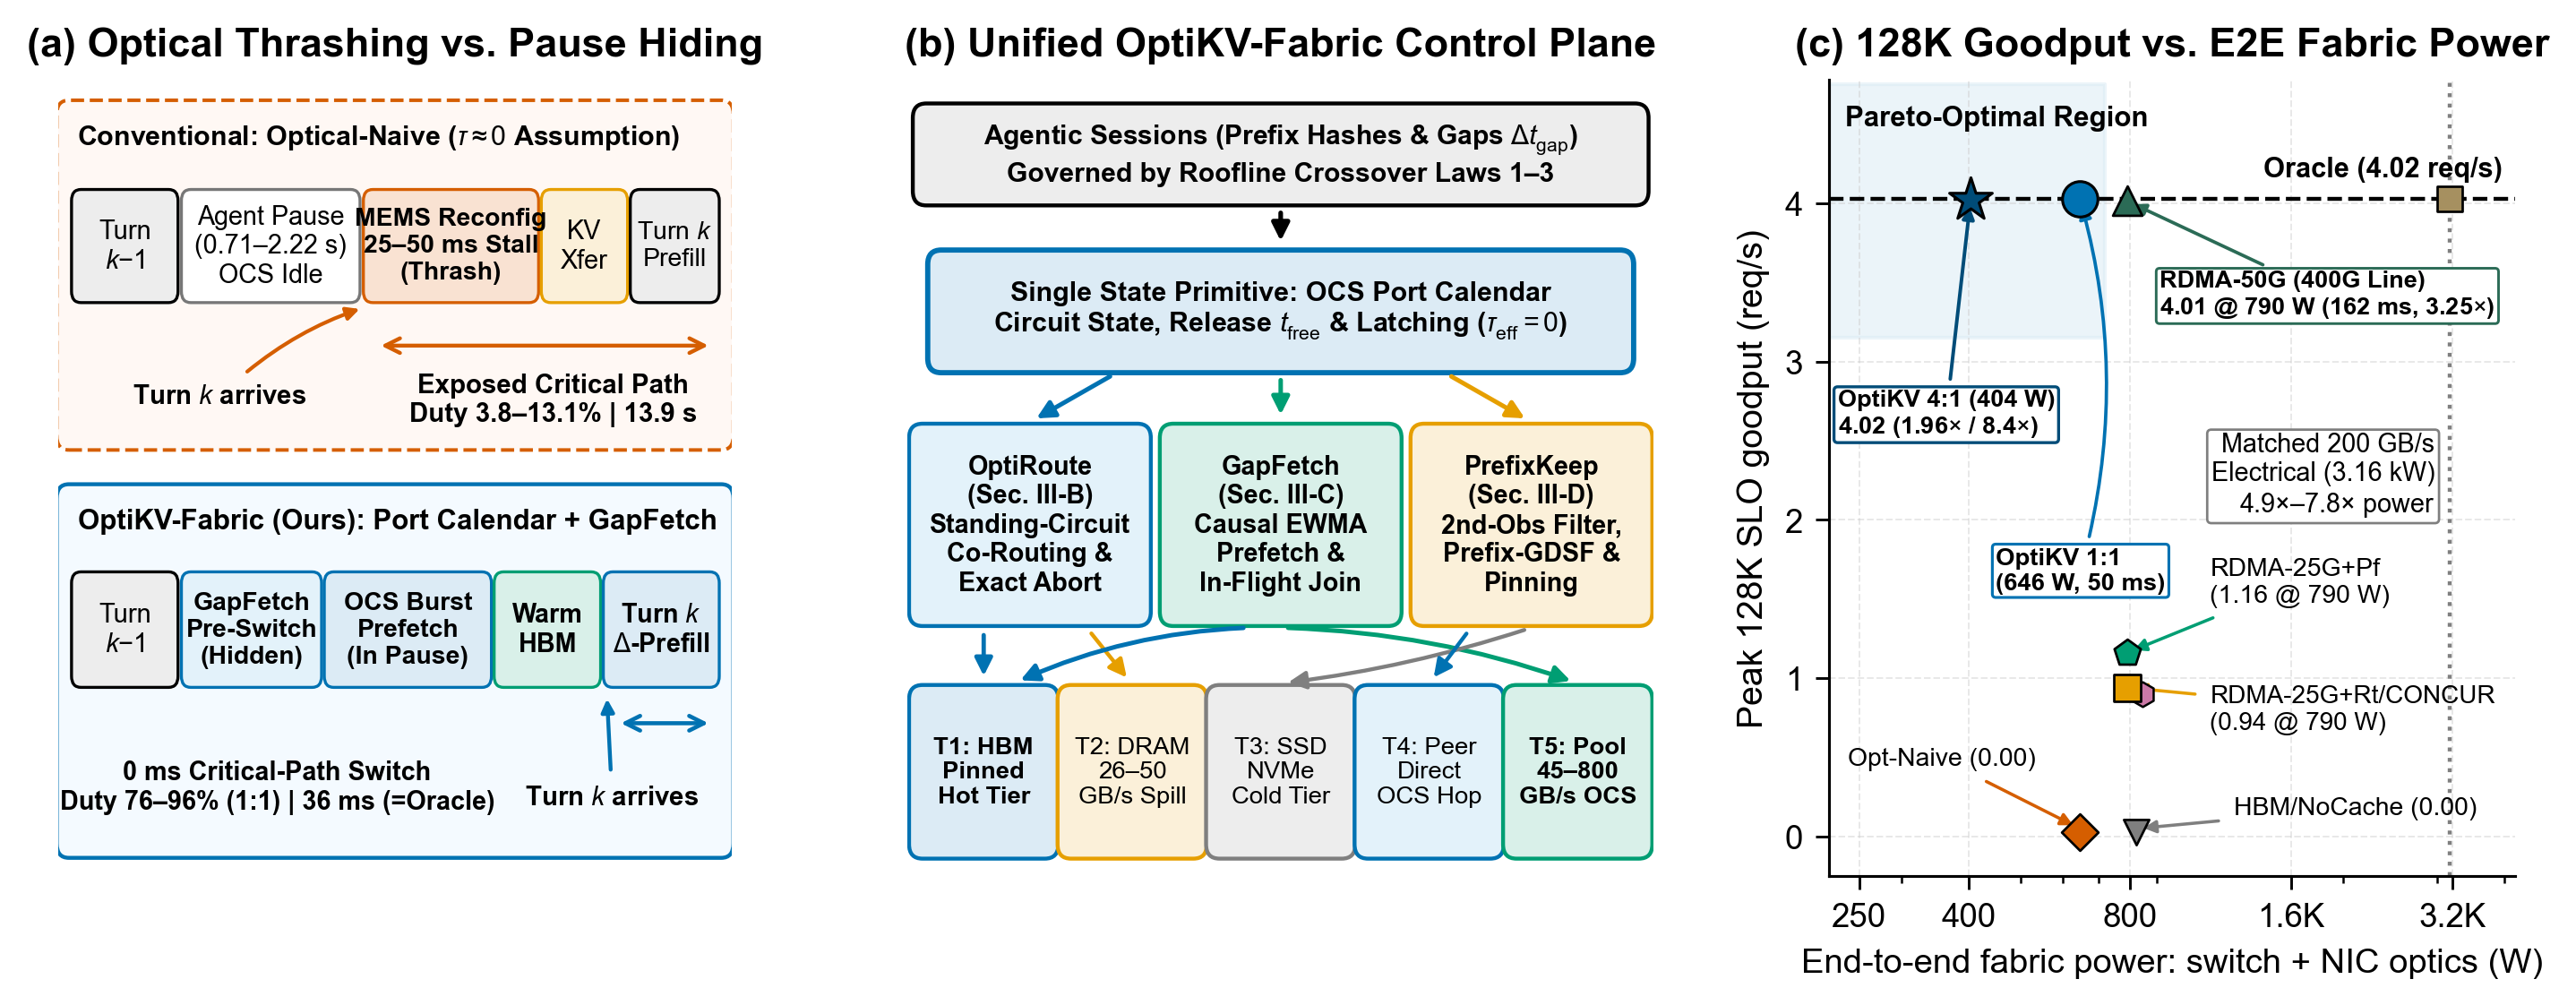 (a) Optical Thrashing vs. Pause Hiding
Conventional: Optical-Naive (τ≈0 Assumption)
Turn
k−1
Agent Pause
(0.71–2.22 s)
OCS Idle
MEMS Reconfig
25–50 ms Stall
(Thrash)
KV
Xfer
Turn k
Prefill
Turn k arrives
Exposed Critical Path
Duty 3.8–13.1% | 13.9 s
OptiKV-Fabric (Ours): Port Calendar + GapFetch
Turn
k−1
GapFetch
Pre-Switch
(Hidden)
OCS Burst
Prefetch
(In Pause)
Warm
HBM
Turn k
Δ-Prefill
0 ms Critical-Path Switch
Duty 76–96% (1:1) | 36 ms (=Oracle)
Turn k arrives
(b) Unified OptiKV-Fabric Control Plane
Agentic Sessions (Prefix Hashes & Gaps Δt_gap)
Governed by Roofline Crossover Laws 1–3
Single State Primitive: OCS Port Calendar
Circuit State, Release t_free & Latching (τ_eff = 0)
OptiRoute
(Sec. III-B)
Standing-Circuit
Co-Routing &
Exact Abort
GapFetch
(Sec. III-C)
Causal EWMA
Prefetch &
In-Flight Join
PrefixKeep
(Sec. III-D)
2nd-Obs Filter,
Prefix-GDSF &
Pinning
T1: HBM
Pinned
Hot Tier
T2: DRAM
26–50
GB/s Spill
T3: SSD
NVMe
Cold Tier
T4: Peer
Direct
OCS Hop
T5: Pool
45–800
GB/s OCS
(c) 128K Goodput vs. E2E Fabric Power
Peak 128K SLO goodput (req/s)
4
3
2
1
0
Pareto-Optimal Region
Oracle (4.02 req/s)
RDMA-50G (400G Line)
4.01 @ 790 W (162 ms, 3.25×)
OptiKV 4:1 (404 W)
4.02 (1.96× / 8.4×)
Matched 200 GB/s
Electrical (3.16 kW)
4.9×–7.8× power
OptiKV 1:1
(646 W, 50 ms)
RDMA-25G+Pf
(1.16 @ 790 W)
RDMA-25G+Rt/CONCUR
(0.94 @ 790 W)
Opt-Naive (0.00)
HBM/NoCache (0.00)
250
400
800
1.6K
3.2K
End-to-end fabric power: switch + NIC optics (W)